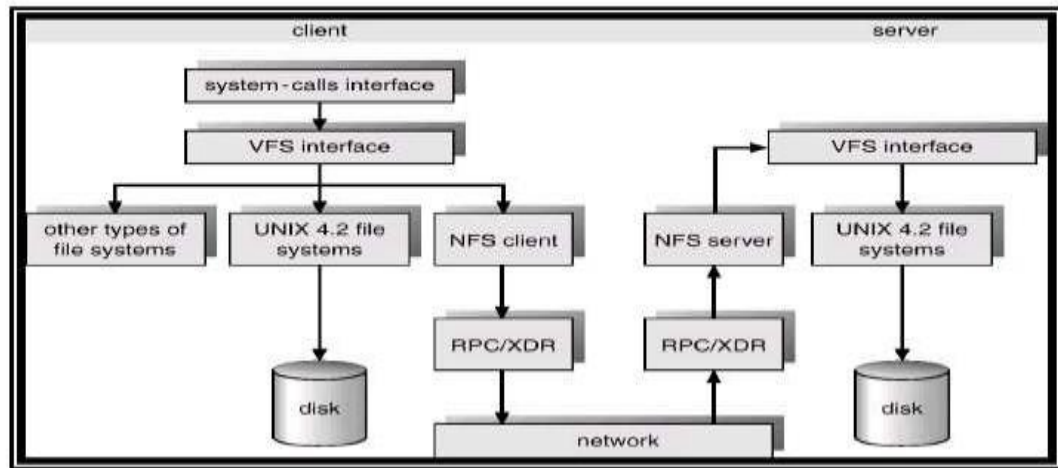 client
server
system-calls interface
VFS interface
VFS interface
other types of
file systems
UNIX 4.2 file
systems
NFS client
NFS server
UNIX 4.2 file
systems
RPC/XDR
RPC/XDR
disk
disk
network